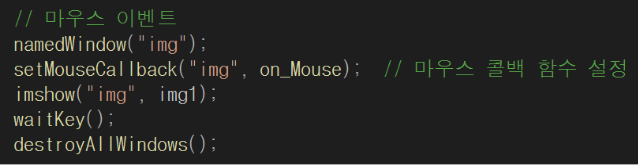 // 마우스 이벤트
namedWindow("img");
setMouseCallback("img", on_Mouse);  // 마우스 콜백 함수 설정
imshow("img", img1);
waitKey();
destroyAllWindows();